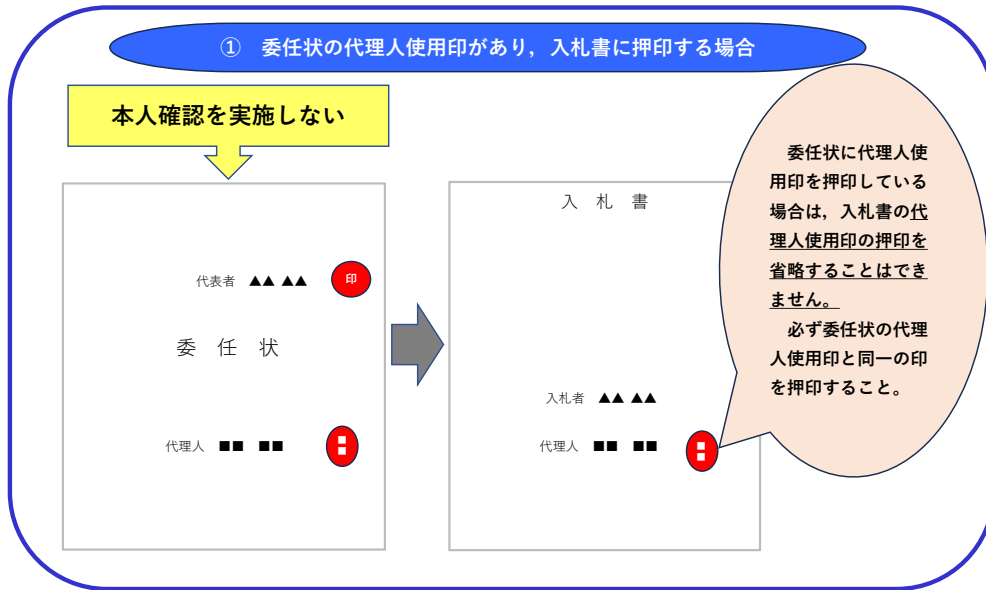 ① 委任状の代理人使用印があり，入札書に押印する場合
本人確認を実施しない
代表者 ▲▲ ▲▲ 印
委 任 状
代理人 ■■ ■■
入 札 書
入札者 ▲▲ ▲▲
代理人 ■■ ■■
委任状に代理人使
用印を押印している
場合は，入札書の代
理人使用印の押印を
省略することはでき
ません。
必ず委任状の代理
人使用印と同一の印
を押印すること。